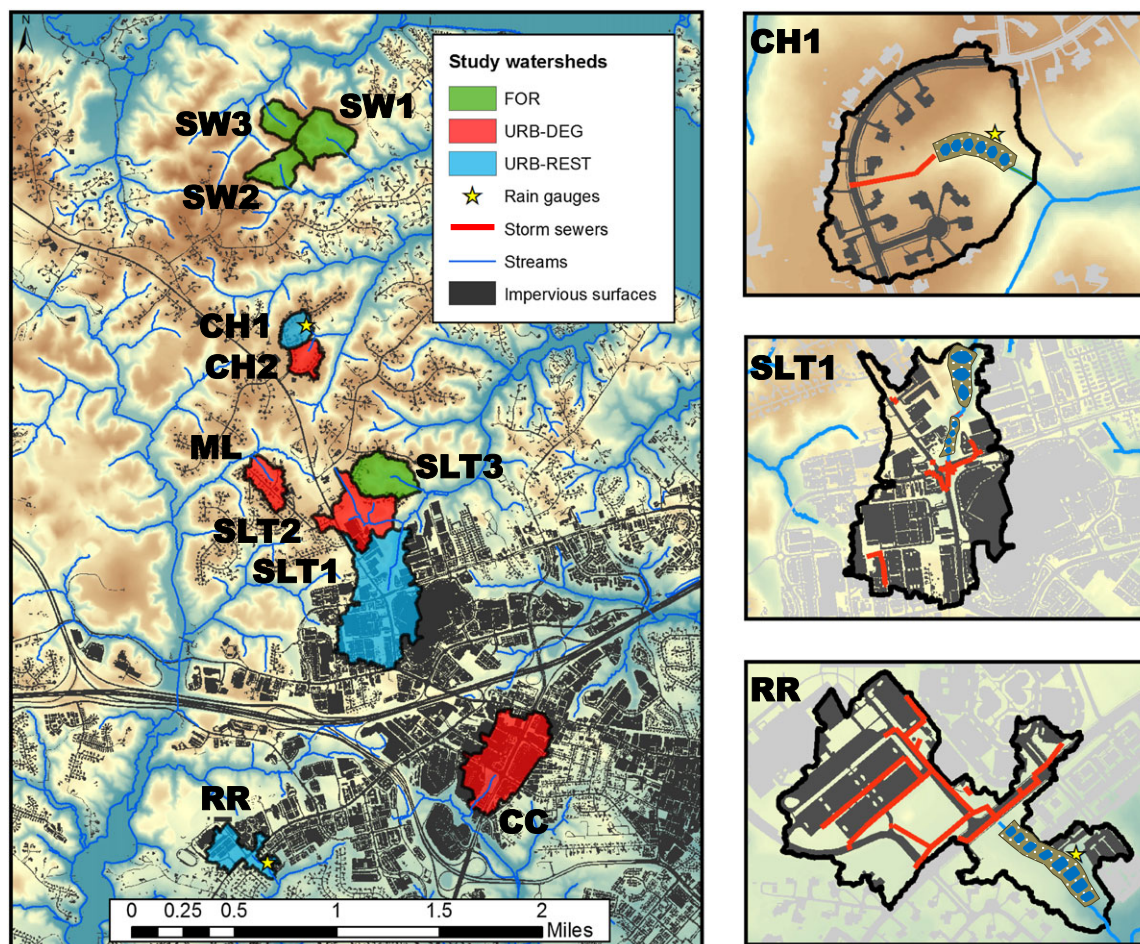 N
SW3
SW1
SW2
CH1
CH2
ML
SLT3
SLT2
SLT1
RR
CC
Study watersheds
FOR
URB-DEG
URB-REST
Rain gauges
Storm sewers
Streams
Impervious surfaces
0 0.25 0.5 1 1.5 2
Miles
CH1
SLT1
RR